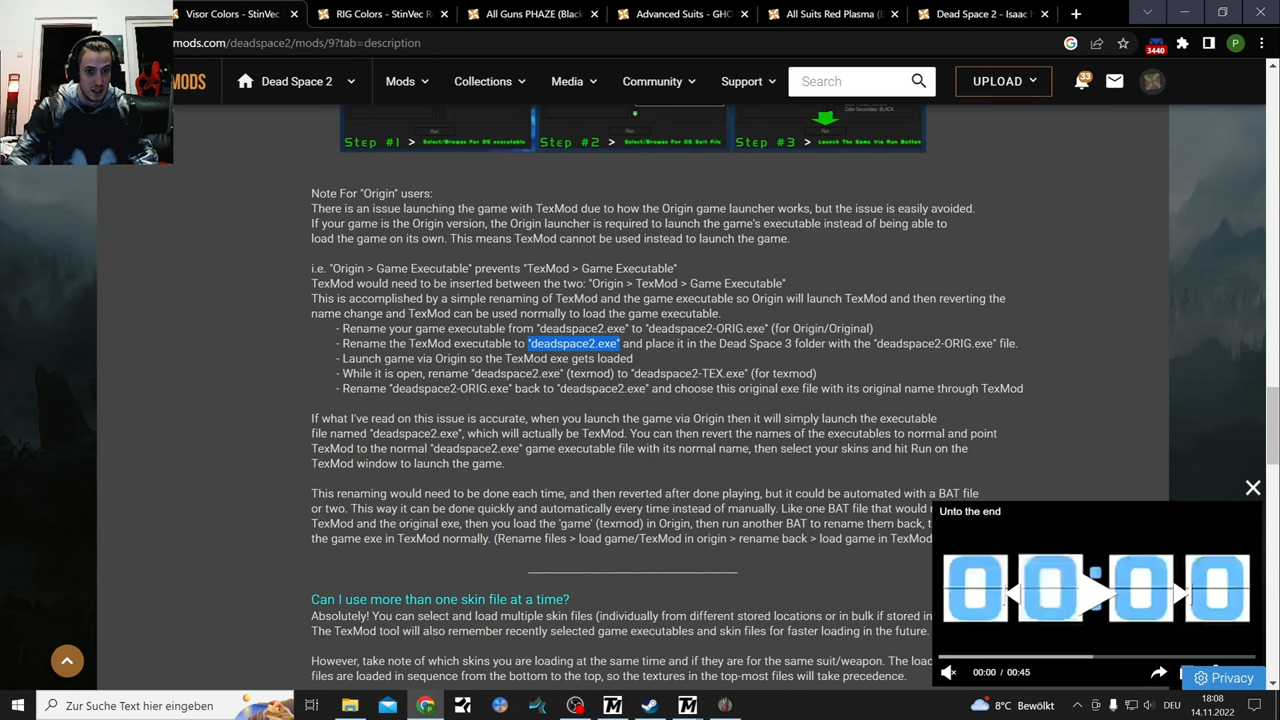 Visor Colors - StinVec
RIG Colors - StinVec R
All Guns PHAZE (Black
Advanced Suits - GHO
All Suits Red Plasma (
Dead Space 2 - Isaac
mods.com/deadspace2/mods/9?tab=description
3440
P
MODS
Dead Space 2
Mods
Collections
Media
Community
Support
Search
UPLOAD
33
Run
Run
Color Secondary: BLACK
Run
Step #1 > Select/Browse For DS executable
Step #2 > Select/Browse For DS Suit File
Step #3 > Launch The Game Via Run Button
Note For "Origin" users:
There is an issue launching the game with TexMod due to how the Origin game launcher works, but the issue is easily avoided.
If your game is the Origin version, the Origin launcher is required to launch the game's executable instead of being able to
load the game on its own. This means TexMod cannot be used instead to launch the game.
i.e. "Origin > Game Executable" prevents "TexMod > Game Executable"
TexMod would need to be inserted between the two: "Origin > TexMod > Game Executable"
This is accomplished by a simple renaming of TexMod and the game executable so Origin will launch TexMod and then reverting the
name change and TexMod can be used normally to load the game executable.
- Rename your game executable from "deadspace2.exe" to "deadspace2-ORIG.exe" (for Origin/Original)
- Rename the TexMod executable to "deadspace2.exe" and place it in the Dead Space 3 folder with the "deadspace2-ORIG.exe" file.
- Launch game via Origin so the TexMod exe gets loaded
- While it is open, rename "deadspace2.exe" (texmod) to "deadspace2-TEX.exe" (for texmod)
- Rename "deadspace2-ORIG.exe" back to "deadspace2.exe" and choose this original exe file with its original name through TexMod
If what I've read on this issue is accurate, when you launch the game via Origin then it will simply launch the executable
file named "deadspace2.exe", which will actually be TexMod. You can then revert the names of the executables to normal and point
TexMod to the normal "deadspace2.exe" game executable file with its normal name, then select your skins and hit Run on the
TexMod window to launch the game.
This renaming would need to be done each time, and then reverted after done playing, but it could be automated with a BAT file
or two. This way it can be done quickly and automatically every time instead of manually. Like one BAT file that would
TexMod and the original exe, then you load the 'game' (texmod) in Origin, then run another BAT to rename them back,
the game exe in TexMod normally. (Rename files > load game/TexMod in origin > rename back > load game in TexMod
Can I use more than one skin file at a time?
Absolutely! You can select and load multiple skin files (individually from different stored locations or in bulk if stored in
The TexMod tool will also remember recently selected game executables and skin files for faster loading in the future.
However, take note of which skins you are loading at the same time and if they are for the same suit/weapon. The
files are loaded in sequence from the bottom to the top, so the textures in the top-most files will take precedence.
Unto the end
00:00
00:00 / 00:45
Privacy
Zur Suche Text hier eingeben
8°C Bewölkt
DEU
18:08
14.11.2022